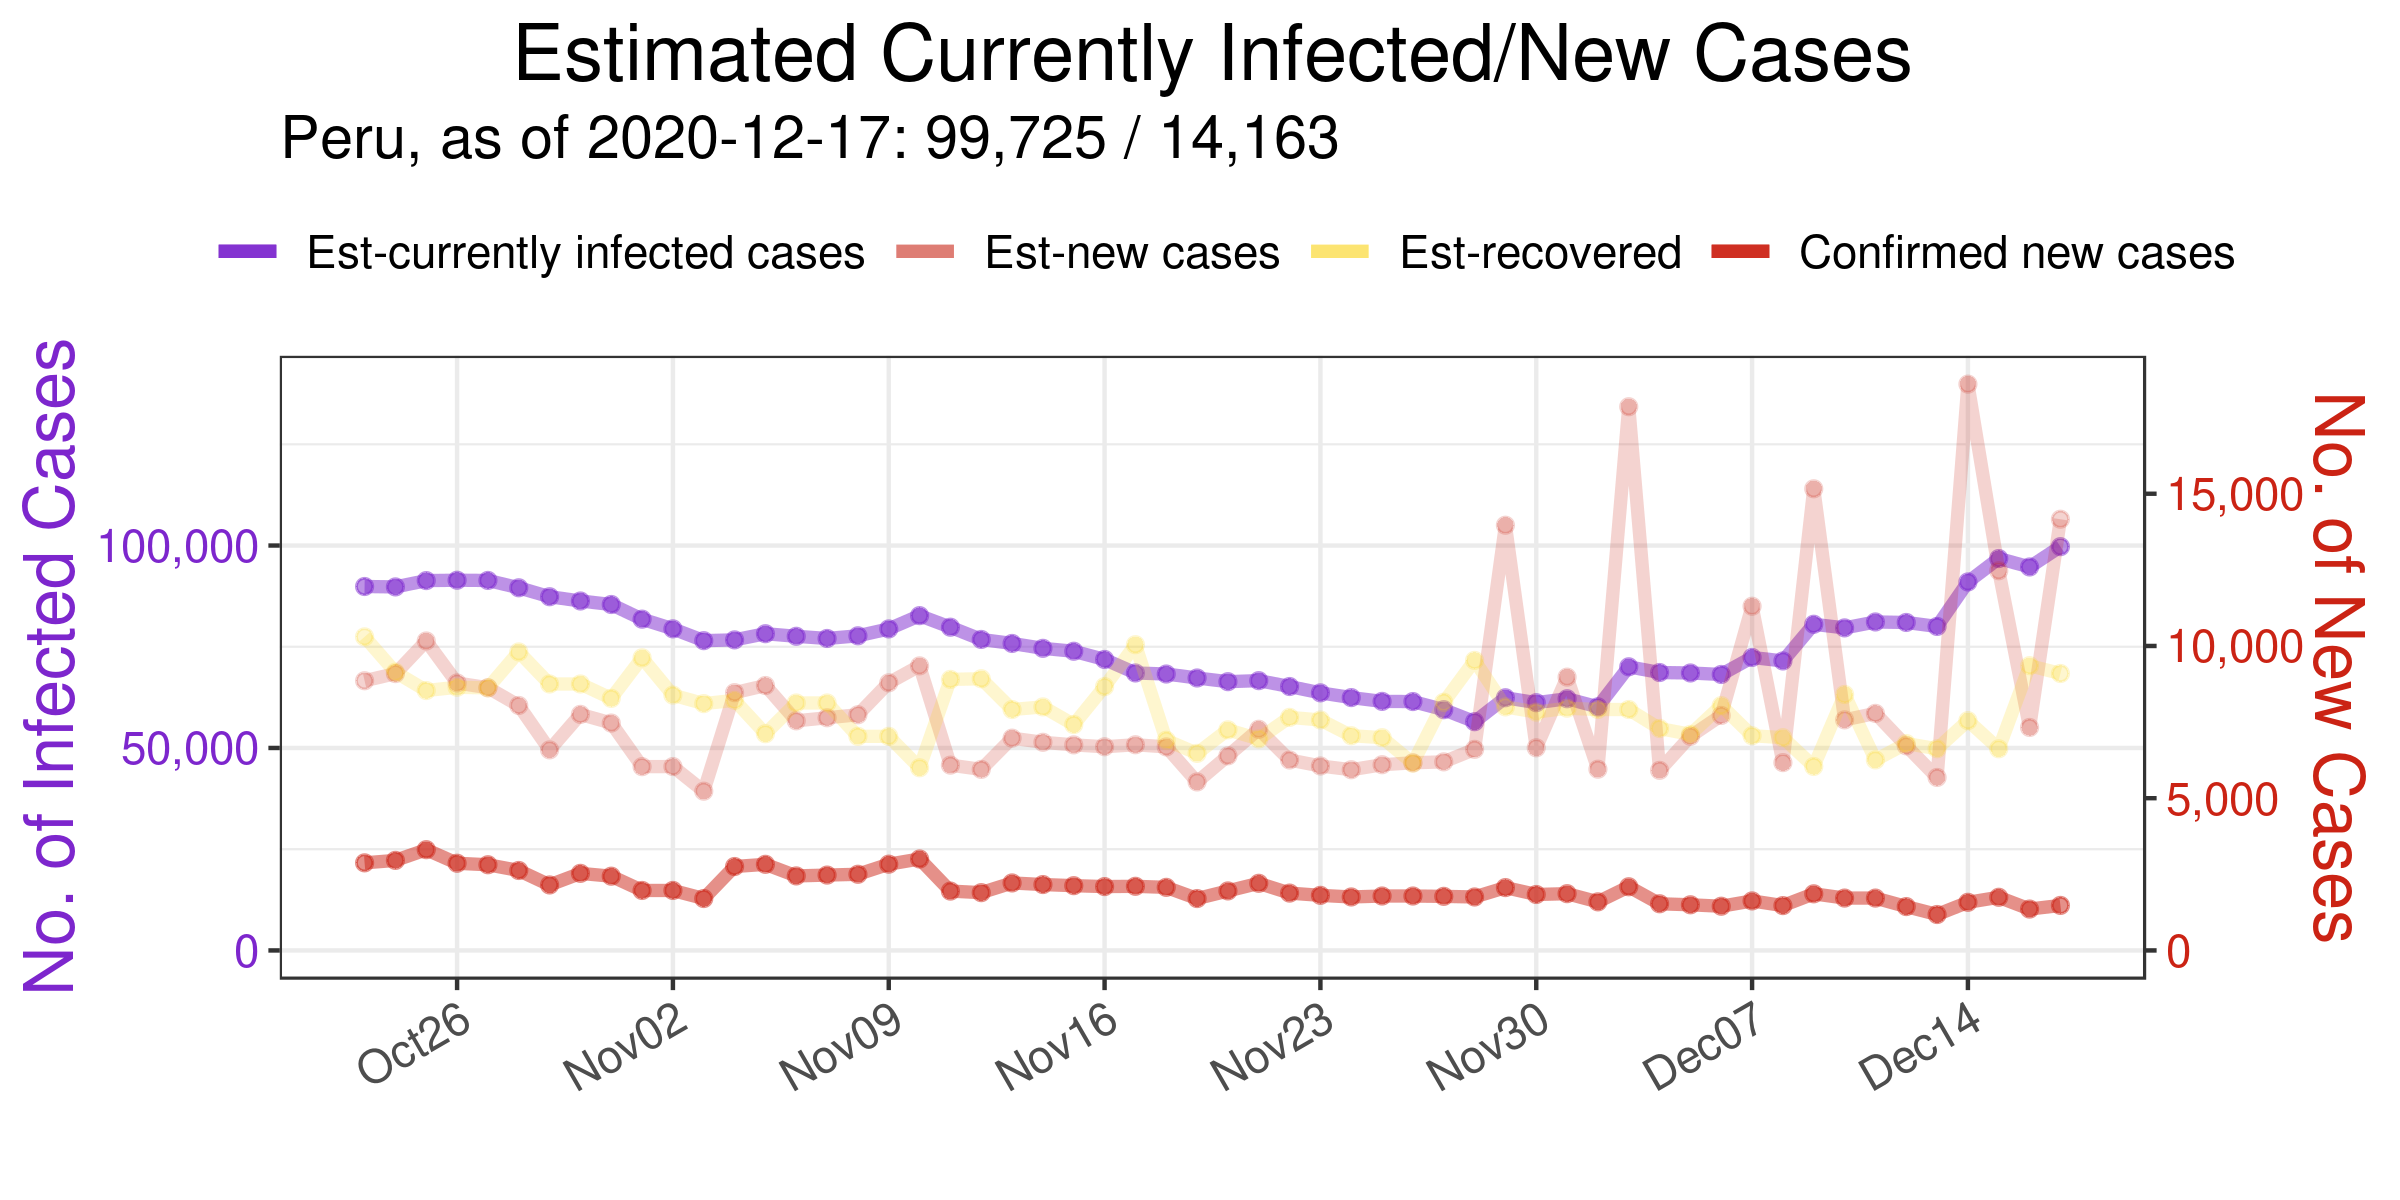 Estimated Currently Infected/New Cases
Peru, as of 2020-12-17: 99,725 / 14,163
Est-currently infected cases Est-new cases Est-recovered Confirmed new cases
No. of Infected Cases
100,000
50,000
0
15,000
10,000
5,000
0
No. of New Cases
Oct26 Nov02 Nov09 Nov16 Nov23 Nov30 Dec07 Dec14